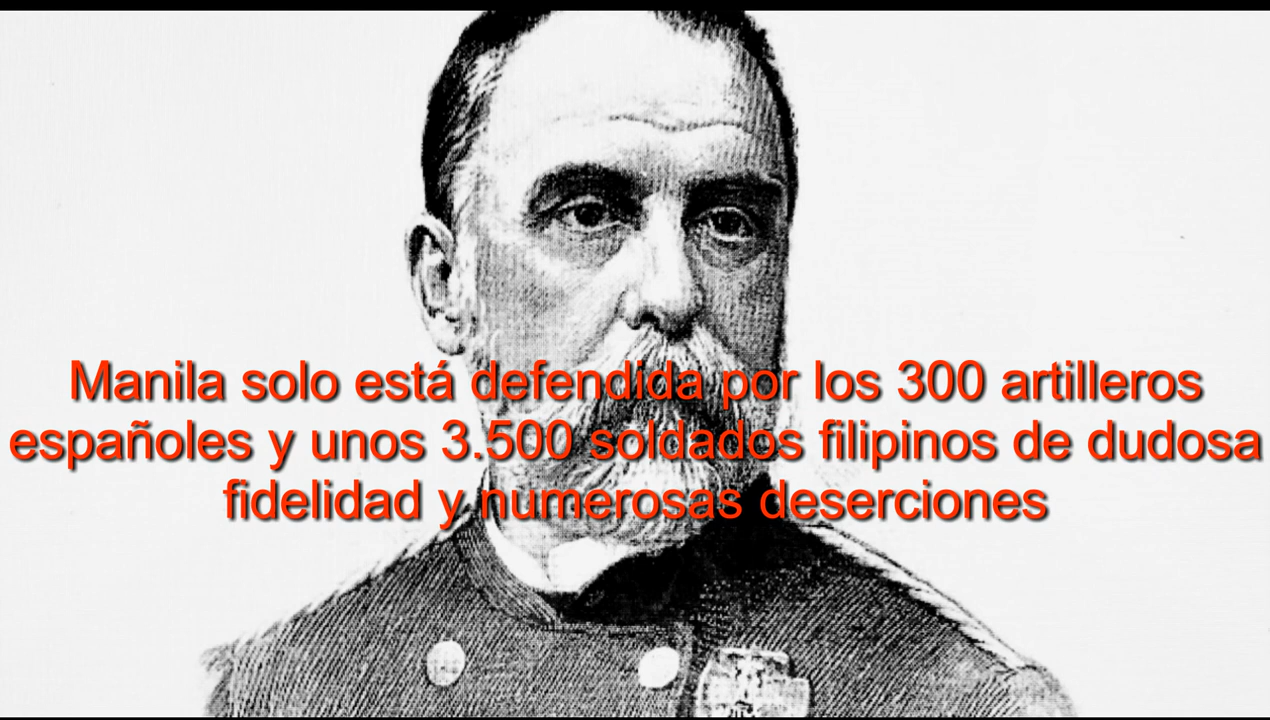 Manila solo está defendida por los 300 artilleros
españoles y unos 3.500 soldados filipinos de dudosa
fidelidad y numerosas deserciones